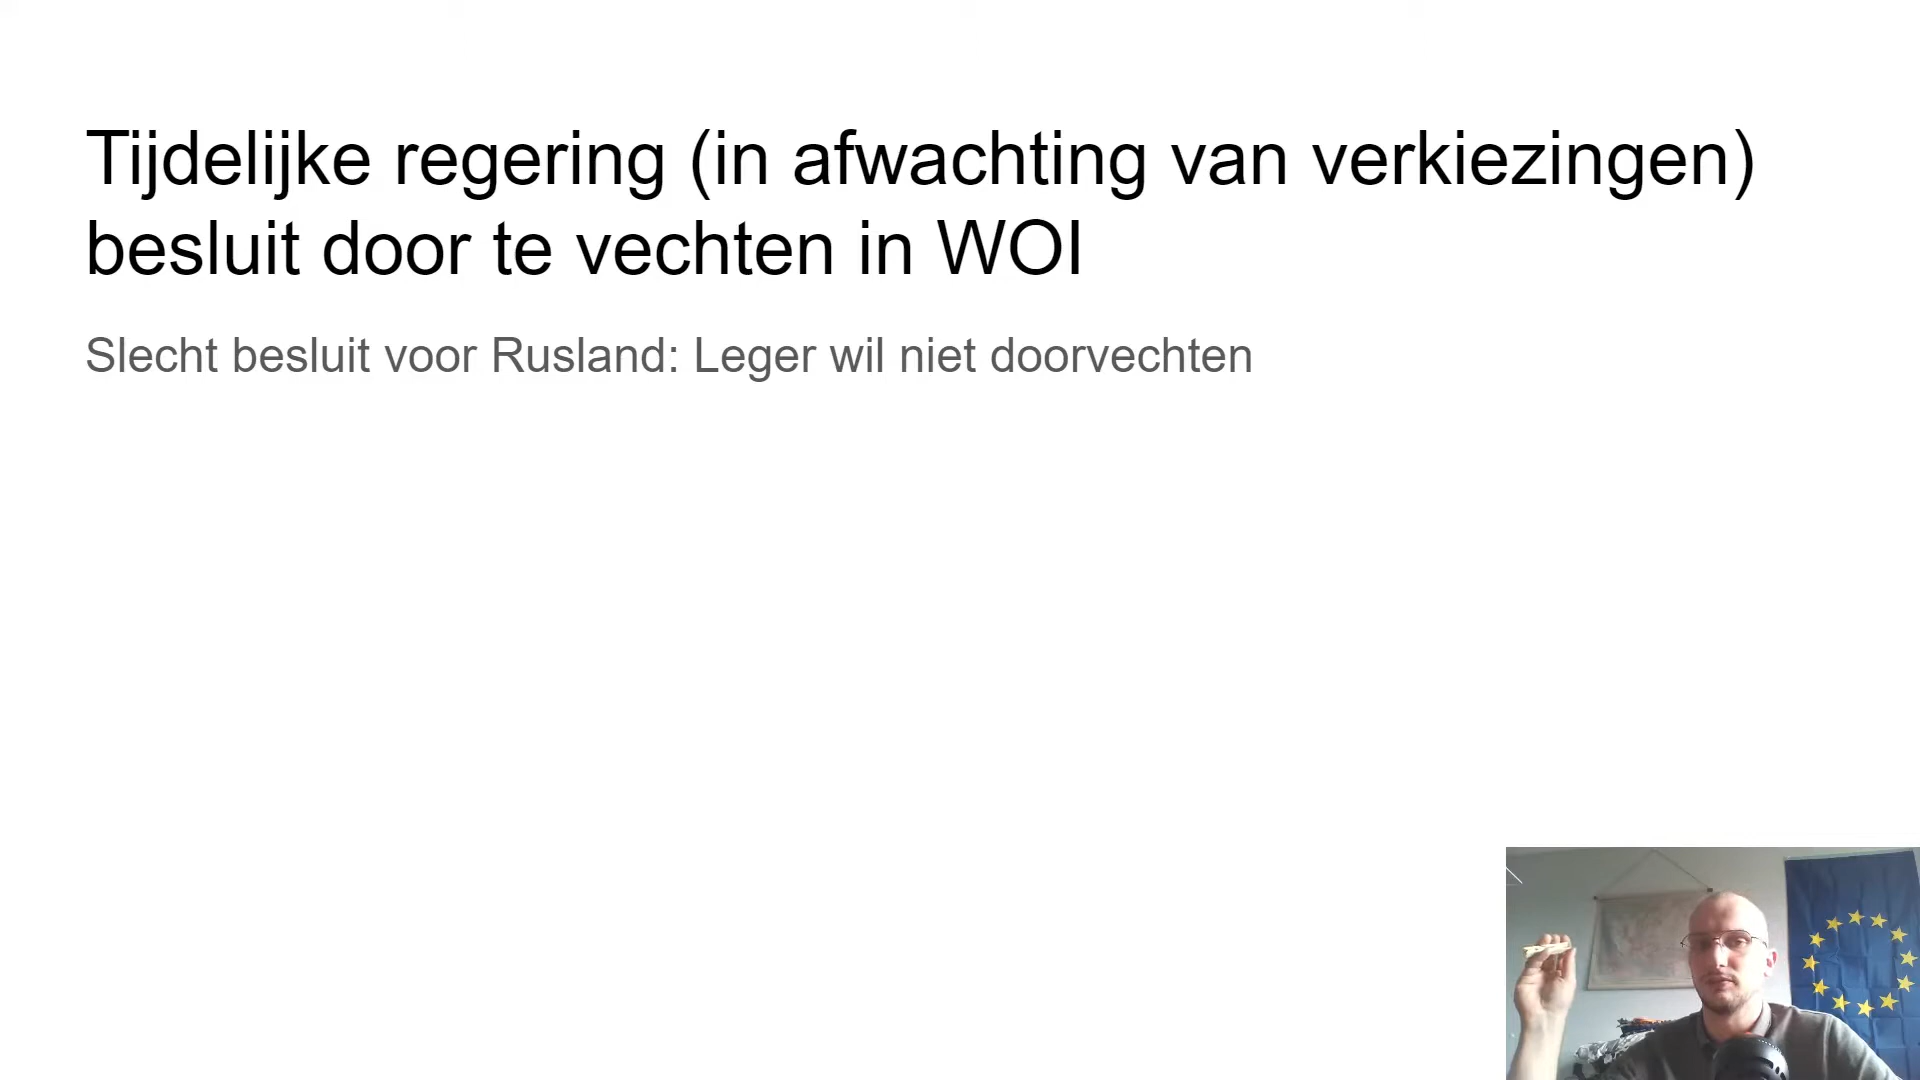 Tijdelijke regering (in afwachting van verkiezingen)
besluit door te vechten in WOI
Slecht besluit voor Rusland: Leger wil niet doorvechten